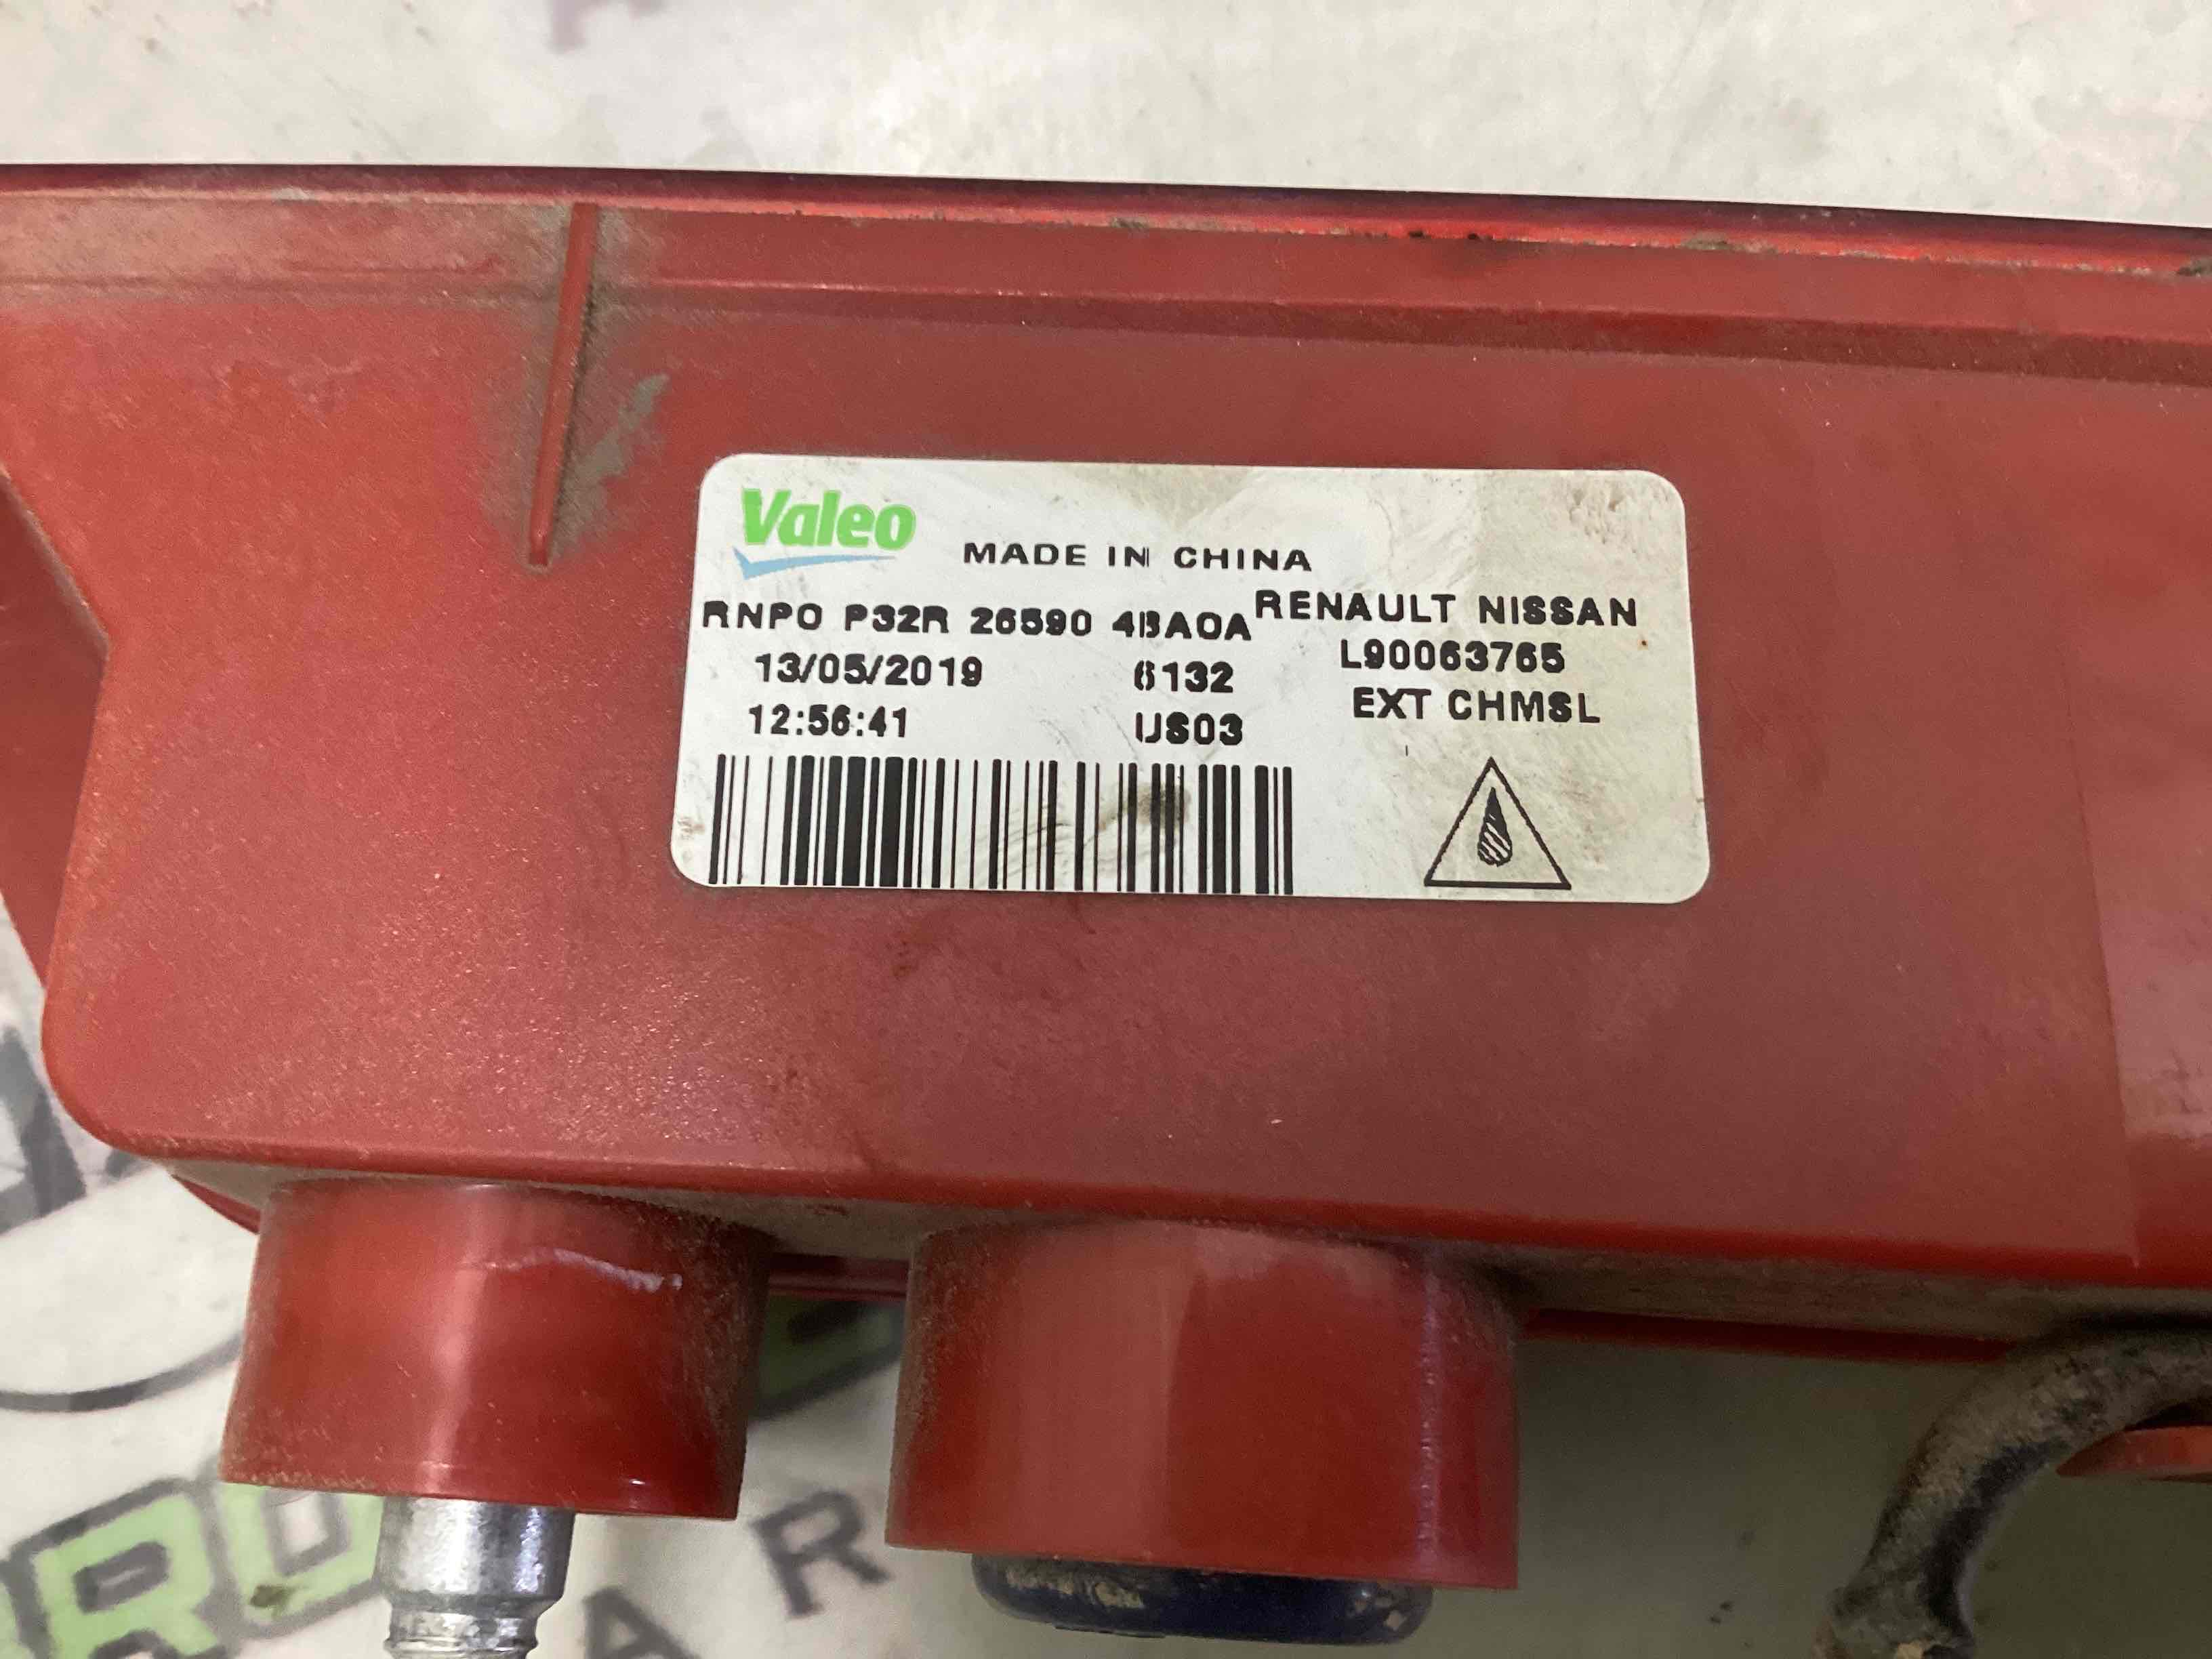 Valeo
MADE IN CHINA
RNPO P32R 26590 4BA0A RENAULT NISSAN
13/05/2019 6132 L90063765
12:56:41 US03 EXT CHMSL